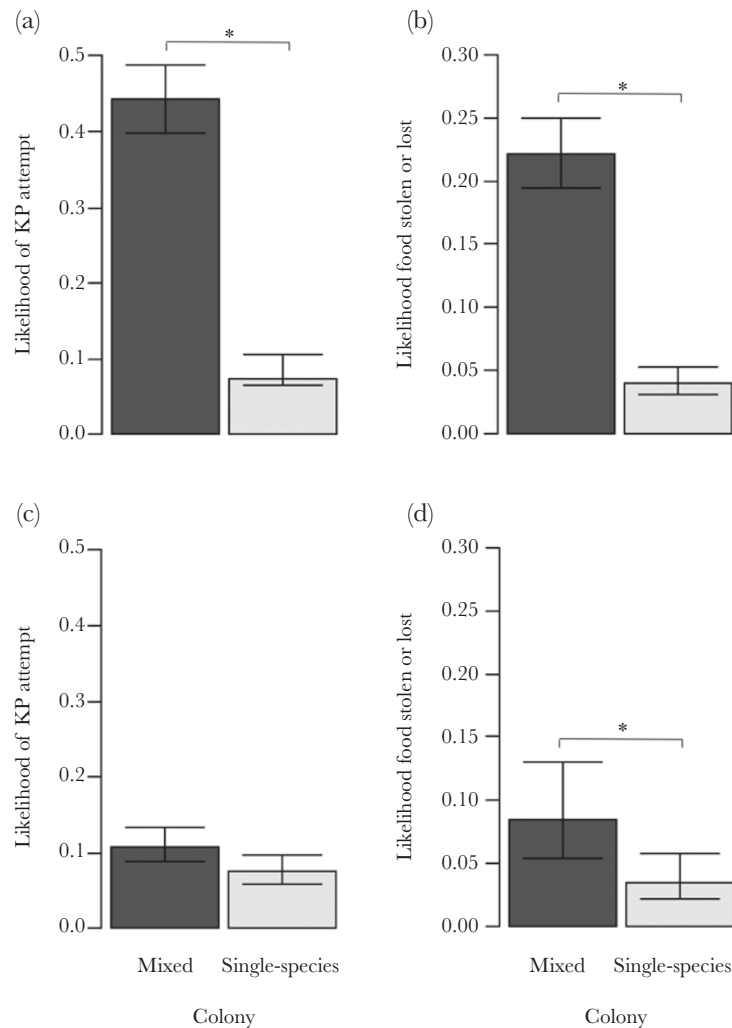 (a)
Likelihood of KP attempt
0.5
0.4
0.3
0.2
0.1
0.0
*
(b)
Likelihood food stolen or lost
0.30
0.25
0.20
0.15
0.10
0.05
0.00
*
(c)
Likelihood of KP attempt
0.5
0.4
0.3
0.2
0.1
0.0
Mixed Single-species
Colony
(d)
Likelihood food stolen or lost
0.30
0.25
0.20
0.15
0.10
0.05
0.00
*
Mixed Single-species
Colony